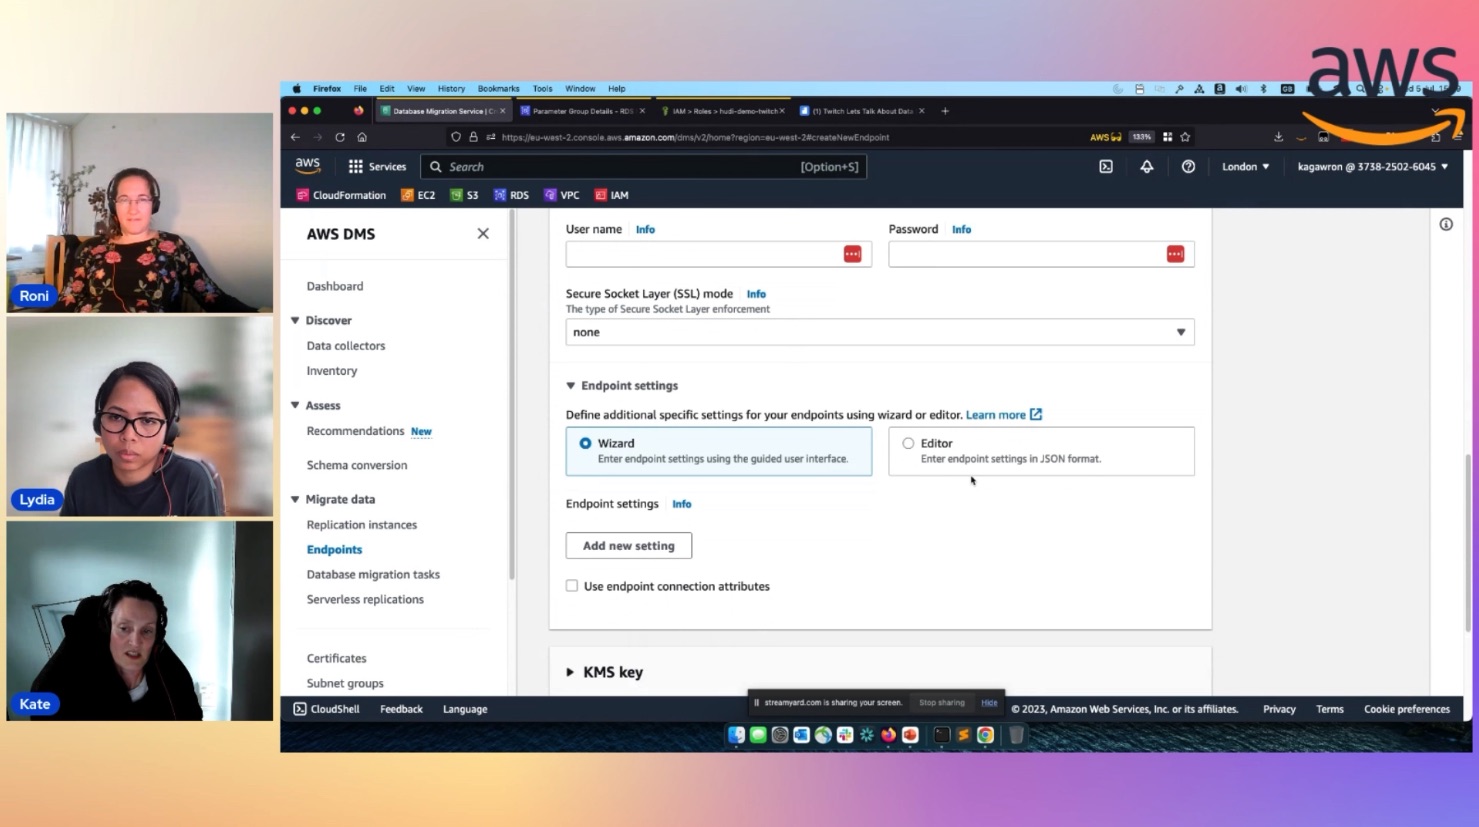 aws
Firefox File Edit View History Bookmarks Tools Window Help
Database Migration Service | C
Parameter Group Details - RDS
IAM > Roles > hudi-demo-twitch
(1) Twitch Lets Talk About Data
https://eu-west-2.console.aws.amazon.com/dms/v2/home?region=eu-west-2#createNewEndpoint
AWS
133%
aws
Services
Search
[Option+S]
London
kagawron @ 3738-2502-6045
CloudFormation EC2 S3 RDS VPC IAM
AWS DMS
Dashboard
Discover
Data collectors
Inventory
Assess
Recommendations New
Schema conversion
Migrate data
Replication instances
Endpoints
Database migration tasks
Serverless replications
Certificates
Subnet groups
User name Info
Password Info
Secure Socket Layer (SSL) mode Info
The type of Secure Socket Layer enforcement
none
Endpoint settings
Define additional specific settings for your endpoints using wizard or editor. Learn more
Wizard
Enter endpoint settings using the guided user interface.
Editor
Enter endpoint settings in JSON format.
Endpoint settings Info
Add new setting
Use endpoint connection attributes
KMS key
streamyard.com is sharing your screen.
Stop sharing
Hide
CloudShell Feedback Language
© 2023, Amazon Web Services, Inc. or its affiliates.
Privacy Terms Cookie preferences
Roni
Lydia
Kate